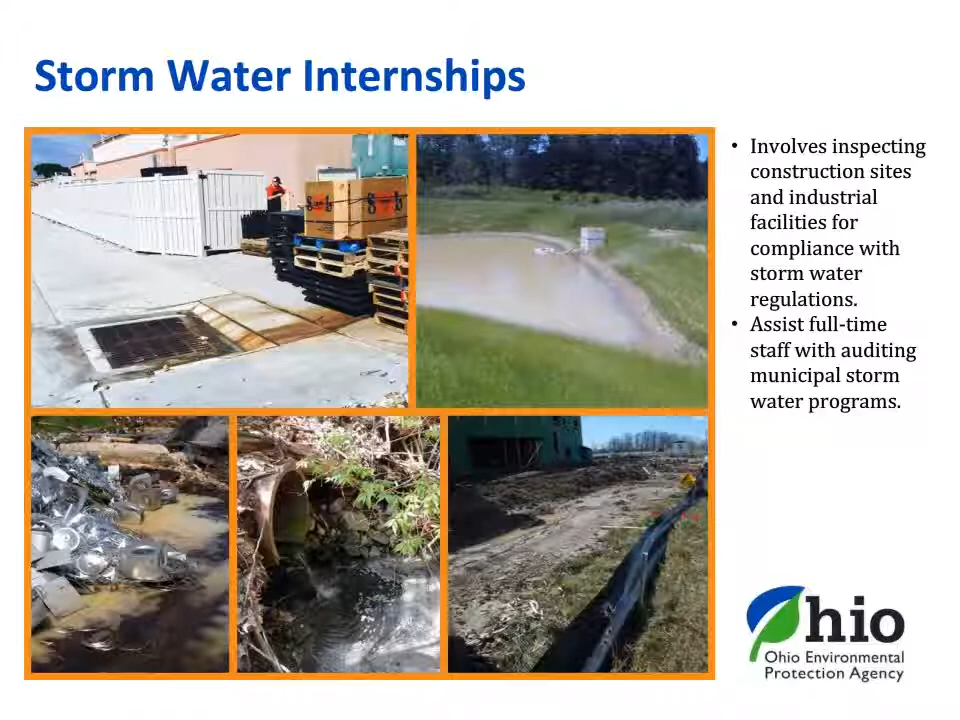 Storm Water Internships
• Involves inspecting
construction sites
and industrial
facilities for
compliance with
storm water
regulations.
• Assist full-time
staff with auditing
municipal storm
water programs.
Ohio
Ohio Environmental
Protection Agency